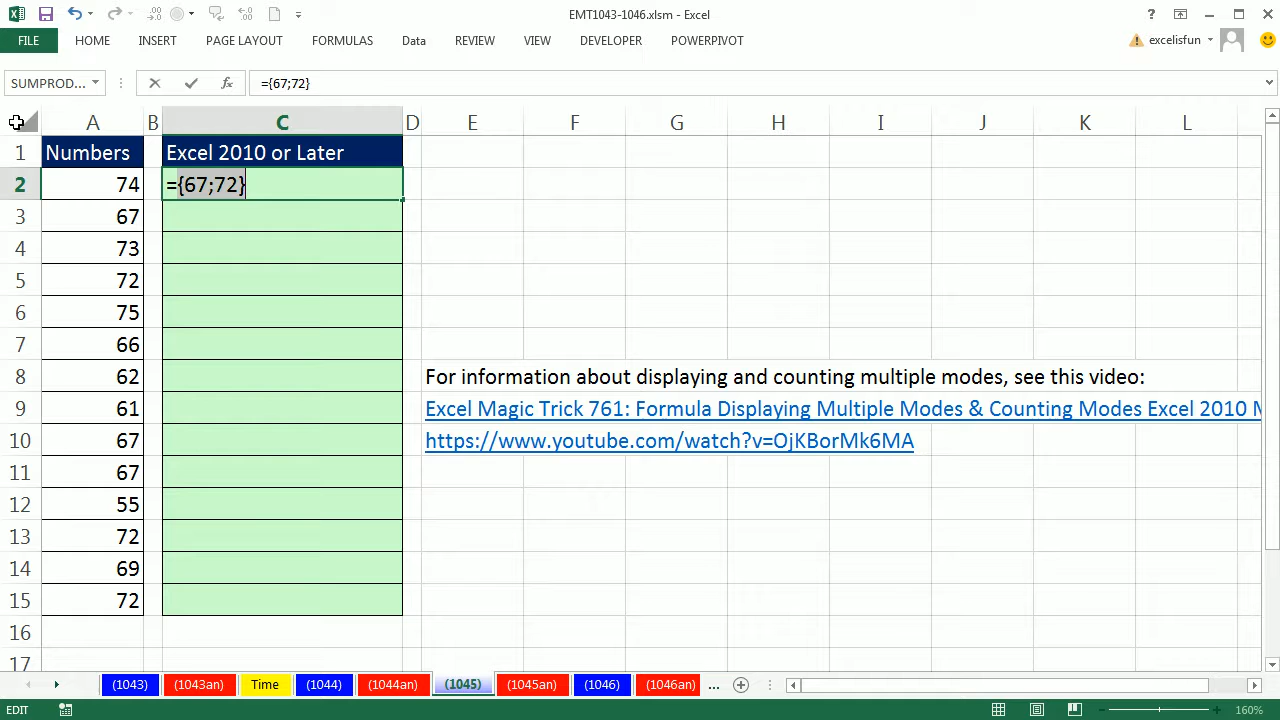 EMT1043-1046.xlsm - Excel
FILE HOME INSERT PAGE LAYOUT FORMULAS Data REVIEW VIEW DEVELOPER POWERPIVOT excelisfun
SUMPROD... fx ={67;72}
A B C D E F G H I J K L
1 Numbers Excel 2010 or Later
2 74 ={67;72}
3 67
4 73
5 72
6 75
7 66
8 62 For information about displaying and counting multiple modes, see this video:
9 61 Excel Magic Trick 761: Formula Displaying Multiple Modes & Counting Modes Excel 2010 M
10 67 https://www.youtube.com/watch?v=OjKBorMk6MA
11 67
12 55
13 72
14 69
15 72
16
17
(1043) (1043an) Time (1044) (1044an) (1045) (1045an) (1046) (1046an) ...
EDIT 160%